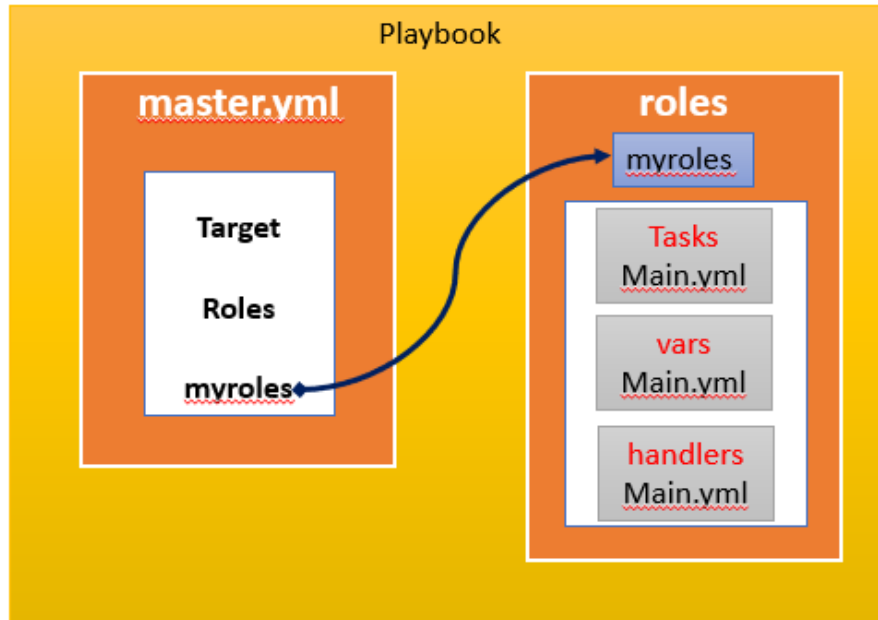 Playbook
master.yml
Target
Roles
myroles
roles
myroles
Tasks
Main.yml
vars
Main.yml
handlers
Main.yml